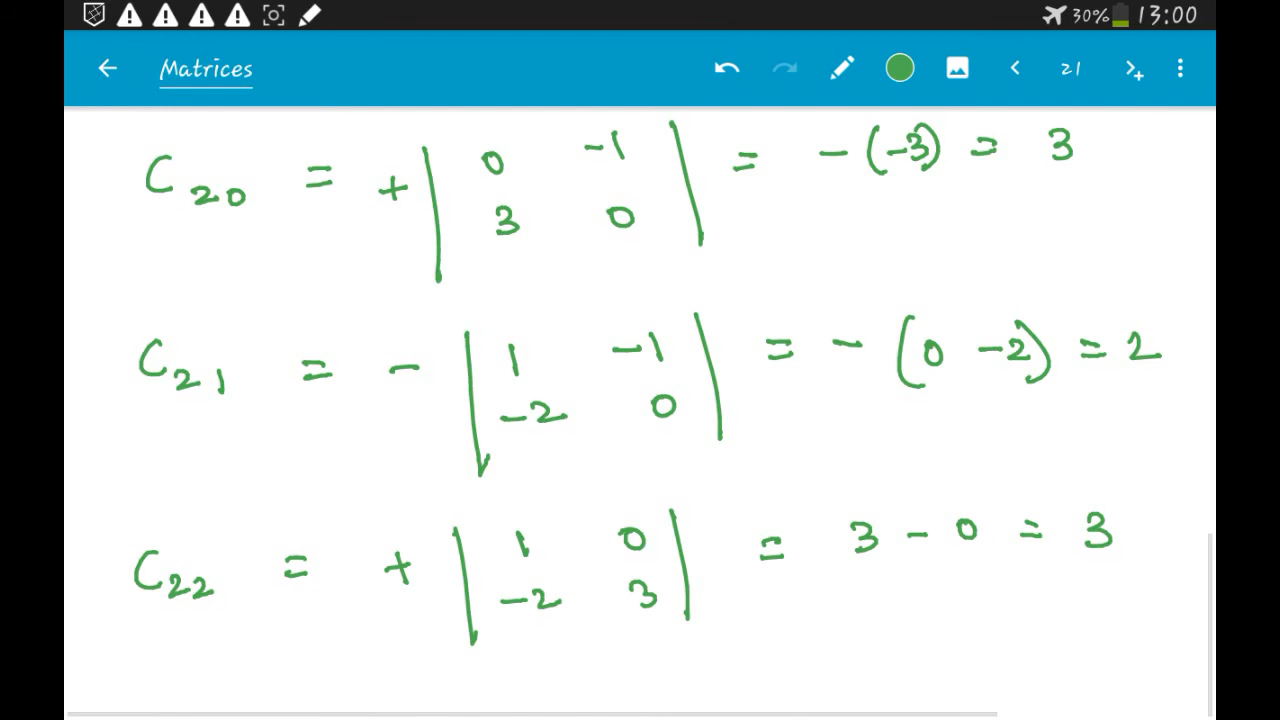 30% 13:00
Matrices 21
C₂₀ = + | 0 -1 | = - (-3) = 3
3 0
C₂₁ = - | 1 -1 | = - (0 -2) = 2
-2 0
C₂₂ = + | 1 0 | = 3 - 0 = 3
-2 3